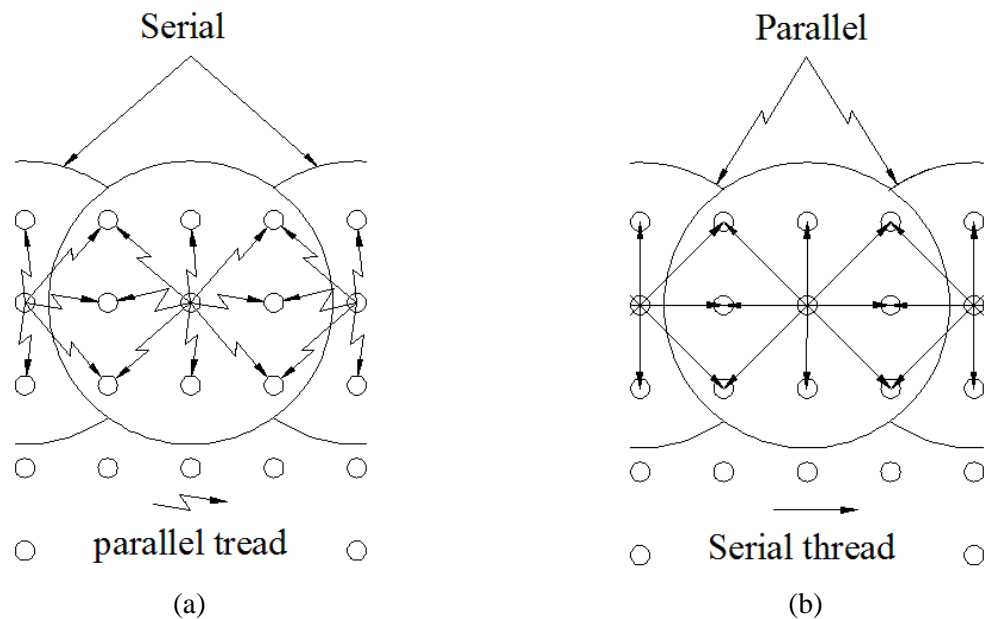 Serial
parallel tread
(a)
Parallel
Serial thread
(b)